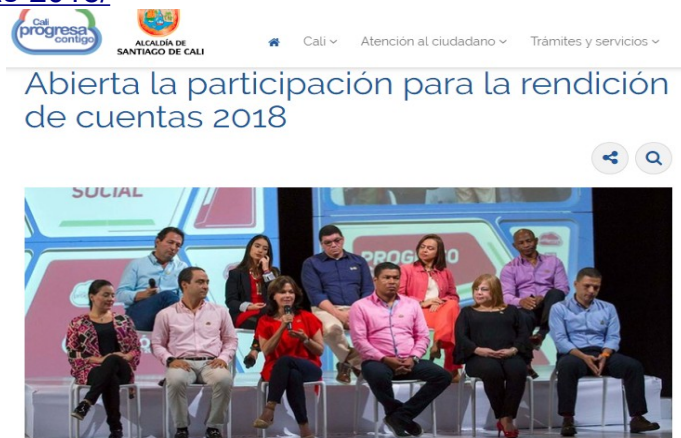 s-2018/
Cali
progresa
contigo
ALCALDÍA DE
SANTIAGO DE CALI
Cali
Atención al ciudadano
Trámites y servicios
Abierta la participación para la rendición
de cuentas 2018
SOCIAL